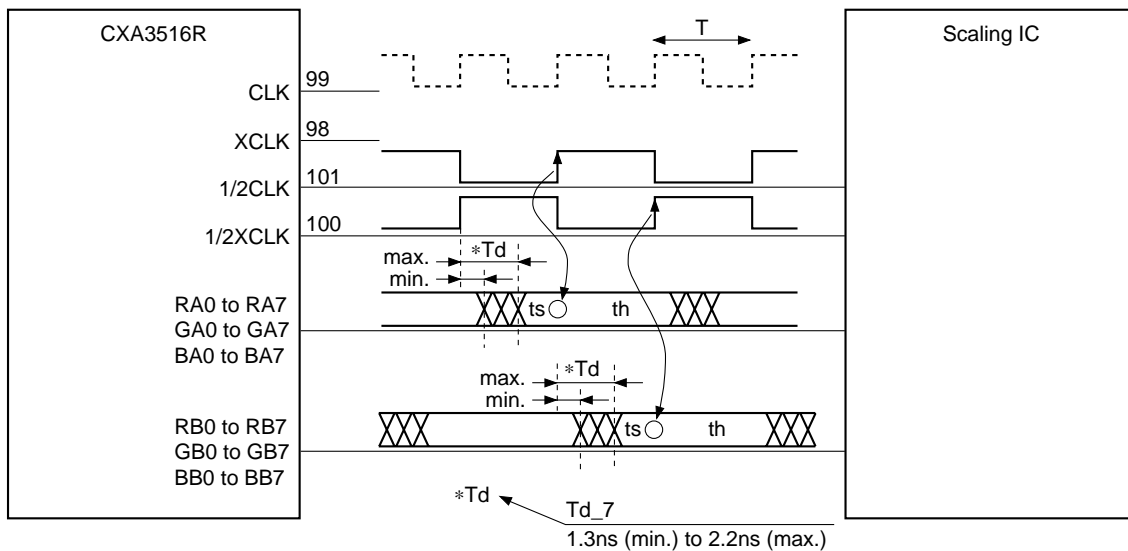 CXA3516R
T
Scaling IC
99
CLK
98
XCLK
101
1/2CLK
100
1/2XCLK
max.
min.
*Td
RA0 to RA7
GA0 to GA7
BA0 to BA7
ts
th
max.
min.
*Td
RB0 to RB7
GB0 to GB7
BB0 to BB7
ts
th
*Td
Td_7
1.3ns (min.) to 2.2ns (max.)